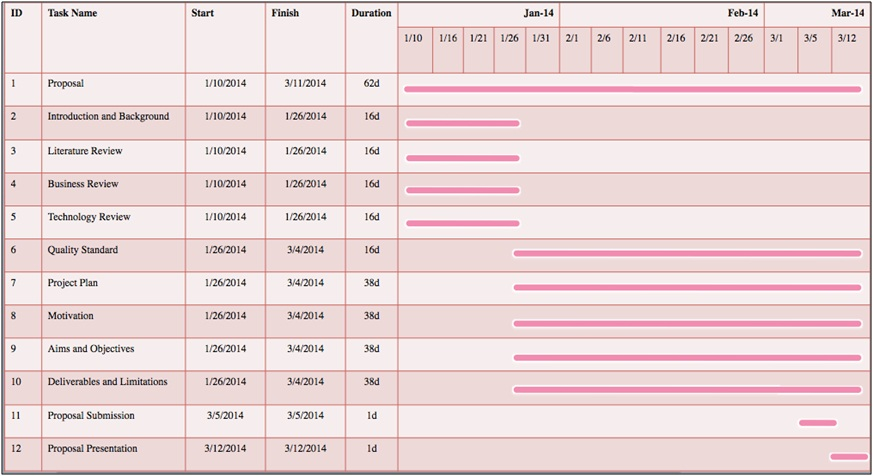 ID Task Name Start Finish Duration Jan-14 Feb-14 Mar-14
1/10 1/16 1/21 1/26 1/31 2/1 2/6 2/11 2/16 2/21 2/26 3/1 3/5 3/12
1 Proposal 1/10/2014 3/11/2014 62d
2 Introduction and Background 1/10/2014 1/26/2014 16d
3 Literature Review 1/10/2014 1/26/2014 16d
4 Business Review 1/10/2014 1/26/2014 16d
5 Technology Review 1/10/2014 1/26/2014 16d
6 Quality Standard 1/26/2014 3/4/2014 16d
7 Project Plan 1/26/2014 3/4/2014 38d
8 Motivation 1/26/2014 3/4/2014 38d
9 Aims and Objectives 1/26/2014 3/4/2014 38d
10 Deliverables and Limitations 1/26/2014 3/4/2014 38d
11 Proposal Submission 3/5/2014 3/5/2014 1d
12 Proposal Presentation 3/12/2014 3/12/2014 1d